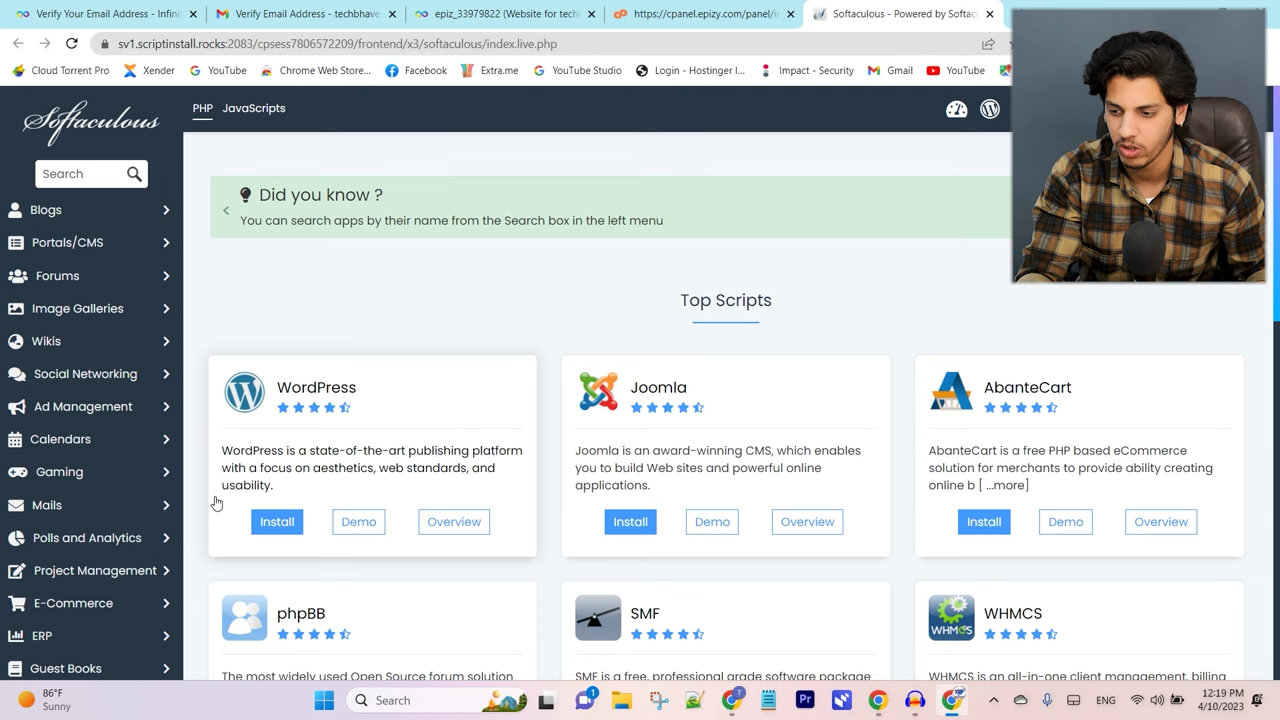 Verify Your Email Address - Infinit
Verify Email Address - techbhave
epiz_33979822 (Website for tech
https://cpanel.epizy.com/panel/in
Softaculous - Powered by Softac
sv1.scriptinstall.rocks:2083/cpsess7806572209/frontend/x3/softaculous/index.live.php
Cloud Torrent Pro
Xender
YouTube
Chrome Web Store...
Facebook
Extra.me
YouTube Studio
Login - Hostinger I...
Impact - Security
Gmail
YouTube
Softaculous
PHP
JavaScripts
Search
Blogs
Portals/CMS
Forums
Image Galleries
Wikis
Social Networking
Ad Management
Calendars
Gaming
Mails
Polls and Analytics
Project Management
E-Commerce
ERP
Guest Books
Did you know ?
You can search apps by their name from the Search box in the left menu
Top Scripts
WordPress
WordPress is a state-of-the-art publishing platform
with a focus on aesthetics, web standards, and
usability.
Install
Demo
Overview
Joomla
Joomla is an award-winning CMS, which enables
you to build Web sites and powerful online
applications.
Install
Demo
Overview
AbanteCart
AbanteCart is a free PHP based eCommerce
solution for merchants to provide ability creating
online b [ ...more]
Install
Demo
Overview
phpBB
The most widely used Open Source forum solution
SMF
SMF is a free, professional grade software package
WHMCS
WHMCS
WHMCS is an all-in-one client management, billing
86°F
Sunny
Search
1
T
Pr
ENG
12:19 PM
4/10/2023